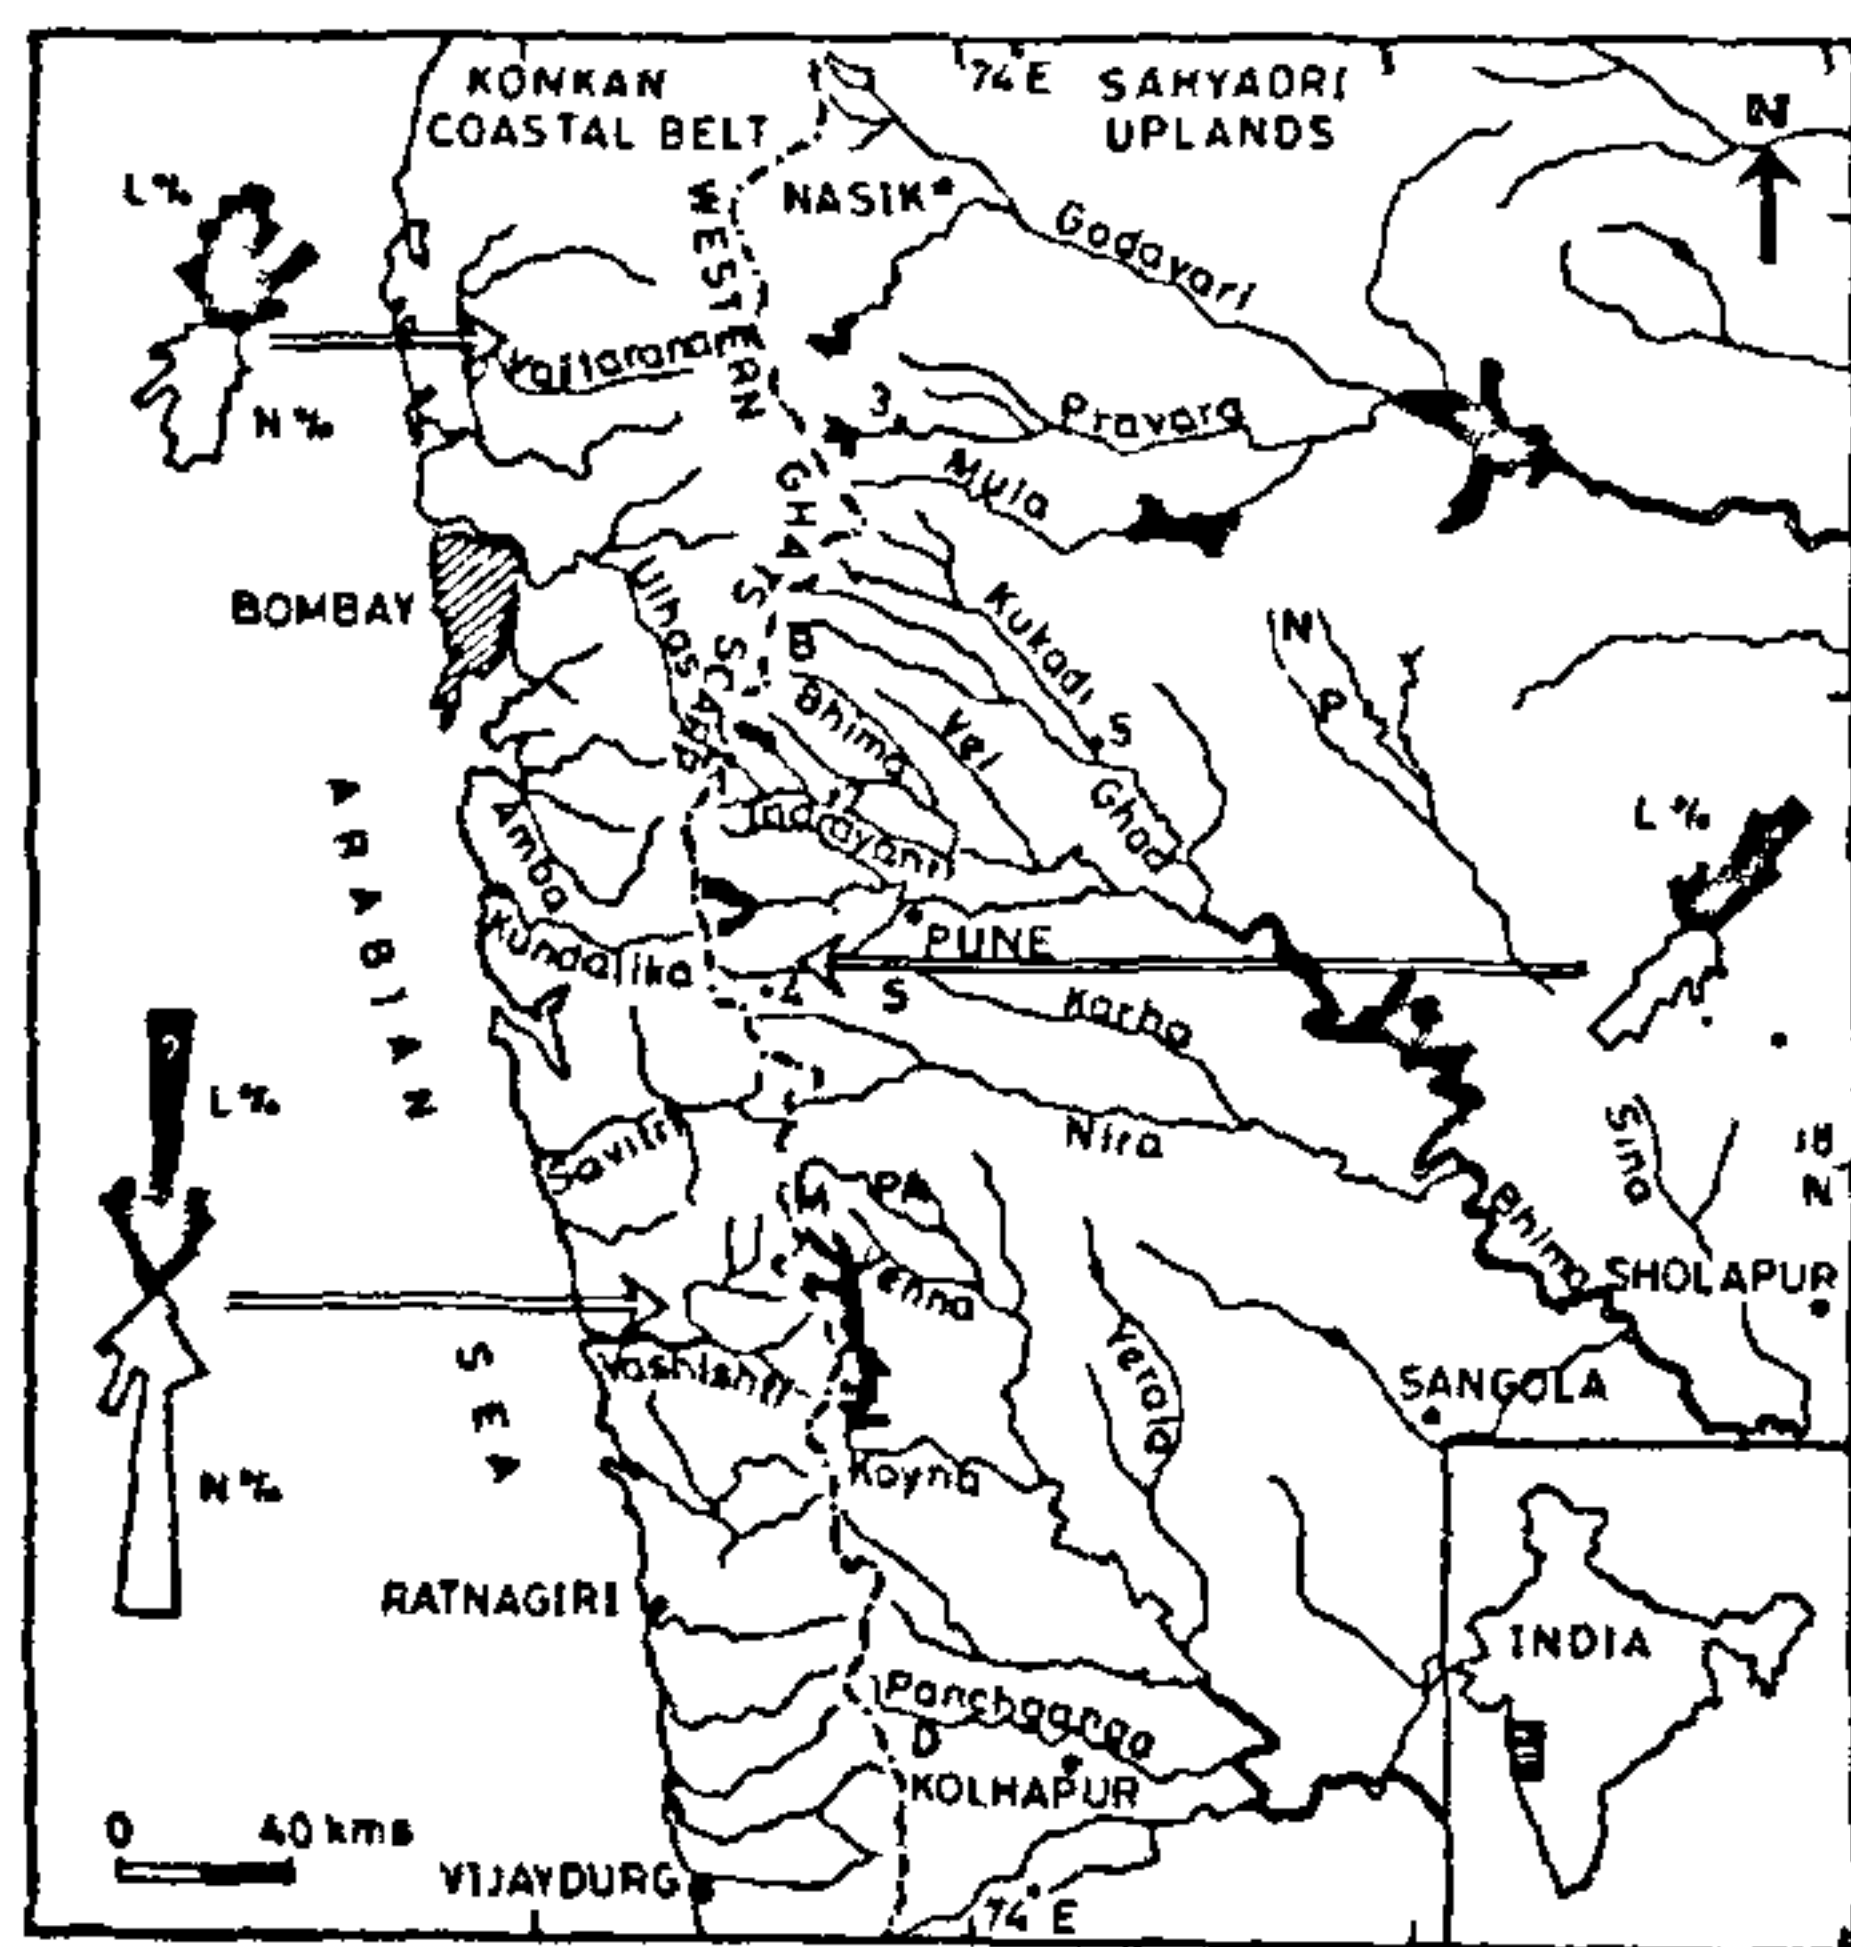 KONKAN
COASTAL BELT
74°E
SAHYADRI
UPLANDS
N
L %
N %
WESTERN
GHATS
NASIK
Godavari
Vaitarana
3
Pravara
Mula
BOMBAY
Ulhas
B
Kukadi
Bhima
Vel
S
Ghod
N
P
Indrayani
Amba
Kundalika
PUNE
L %
4
S
Karha
ARABIAN
SEA
?
L %
N %
Savitri
Nira
Bhima
Sina
18
N
SHOLAPUR
M
PA
Venna
Yerala
Vashishti
SANGOLA
Koyna
RATNAGIRI
INDIA
Panchganga
D
KOLHAPUR
0 40 kms
VIJAYDURG
74°E